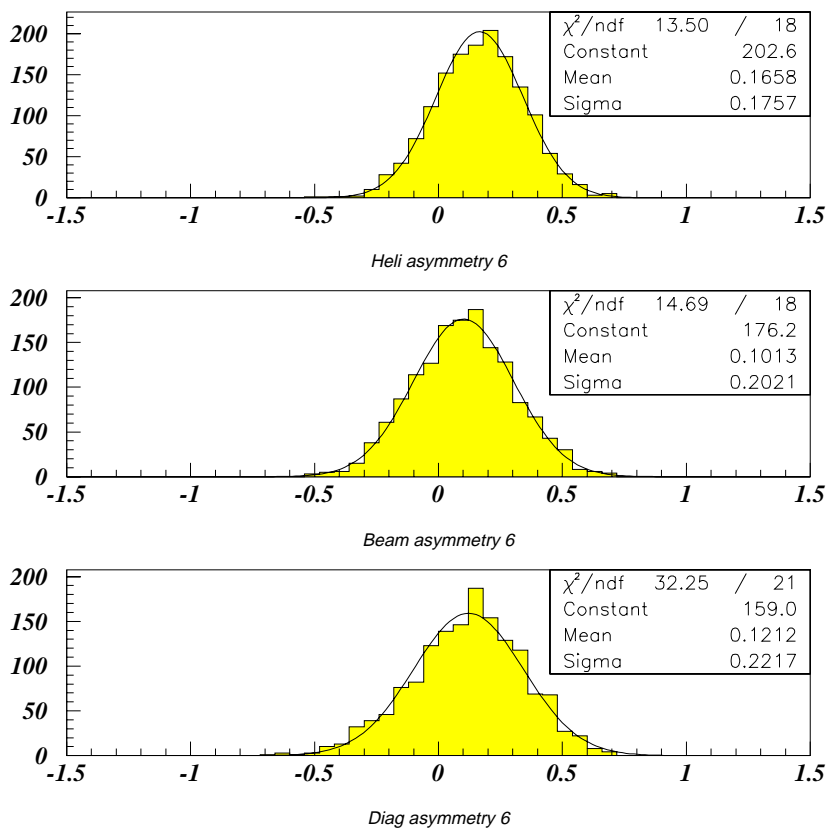 200
150
100
50
0
-1.5 -1 -0.5 0 0.5 1 1.5
χ²/ndf 13.50 / 18
Constant 202.6
Mean 0.1658
Sigma 0.1757
Heli asymmetry 6
200
150
100
50
0
-1.5 -1 -0.5 0 0.5 1 1.5
χ²/ndf 14.69 / 18
Constant 176.2
Mean 0.1013
Sigma 0.2021
Beam asymmetry 6
200
150
100
50
0
-1.5 -1 -0.5 0 0.5 1 1.5
χ²/ndf 32.25 / 21
Constant 159.0
Mean 0.1212
Sigma 0.2217
Diag asymmetry 6